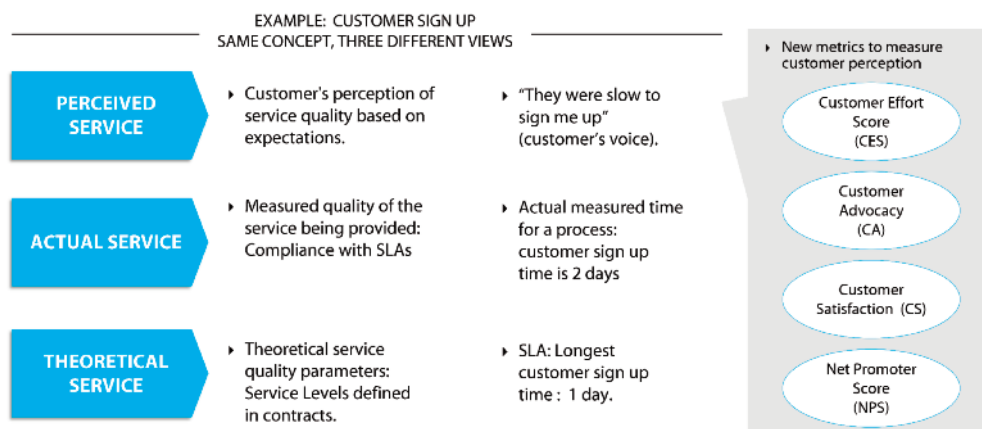 EXAMPLE: CUSTOMER SIGN UP
SAME CONCEPT, THREE DIFFERENT VIEWS
PERCEIVED
SERVICE
Customer's perception of
service quality based on
expectations.
“They were slow to
sign me up”
(customer’s voice).
ACTUAL SERVICE
Measured quality of the
service being provided:
Compliance with SLAs
Actual measured time
for a process:
customer sign up
time is 2 days
THEORETICAL
SERVICE
Theoretical service
quality parameters:
Service Levels defined
in contracts.
SLA: Longest
customer sign up
time : 1 day.
New metrics to measure
customer perception
Customer Effort
Score
(CES)
Customer
Advocacy
(CA)
Customer
Satisfaction (CS)
Net Promoter
Score
(NPS)